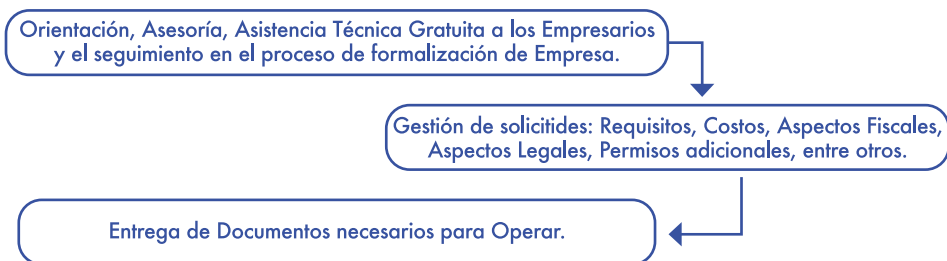 Orientación, Asesoría, Asistencia Técnica Gratuita a los Empresarios
y el seguimiento en el proceso de formalización de Empresa.
Gestión de solicitides: Requisitos, Costos, Aspectos Fiscales,
Aspectos Legales, Permisos adicionales, entre otros.
Entrega de Documentos necesarios para Operar.